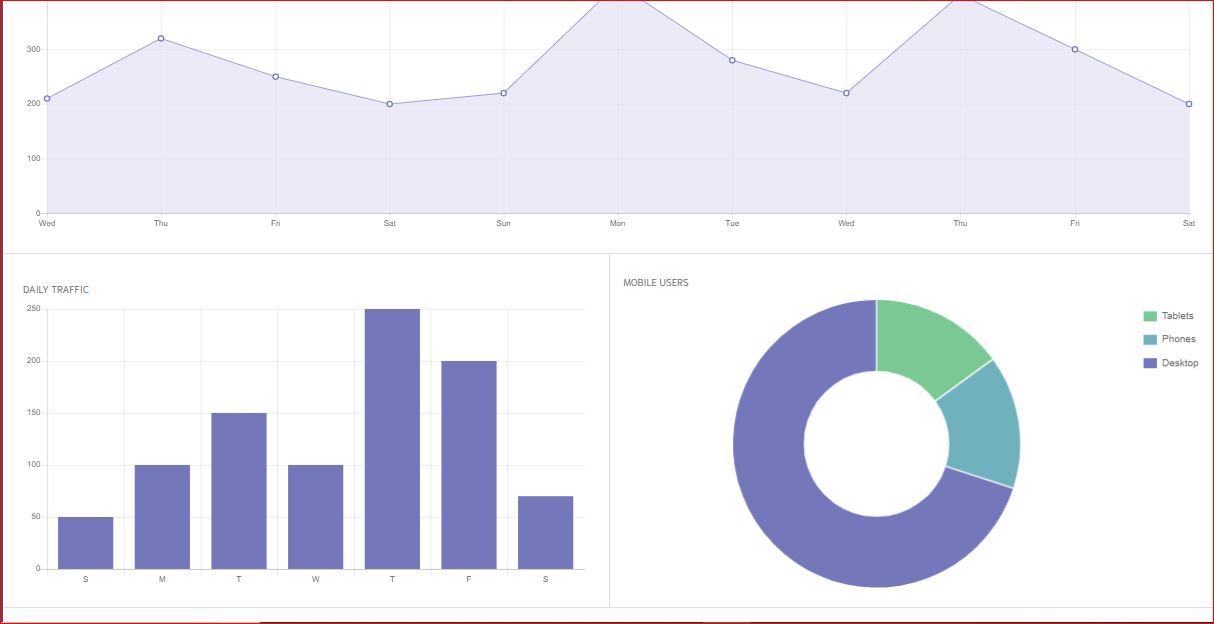 300
200
100
0
Wed Thu Fri Sat Sun Mon Tue Wed Thu Fri Sat
DAILY TRAFFIC
250
200
150
100
50
0
S M T W T F S
MOBILE USERS
Tablets
Phones
Desktop